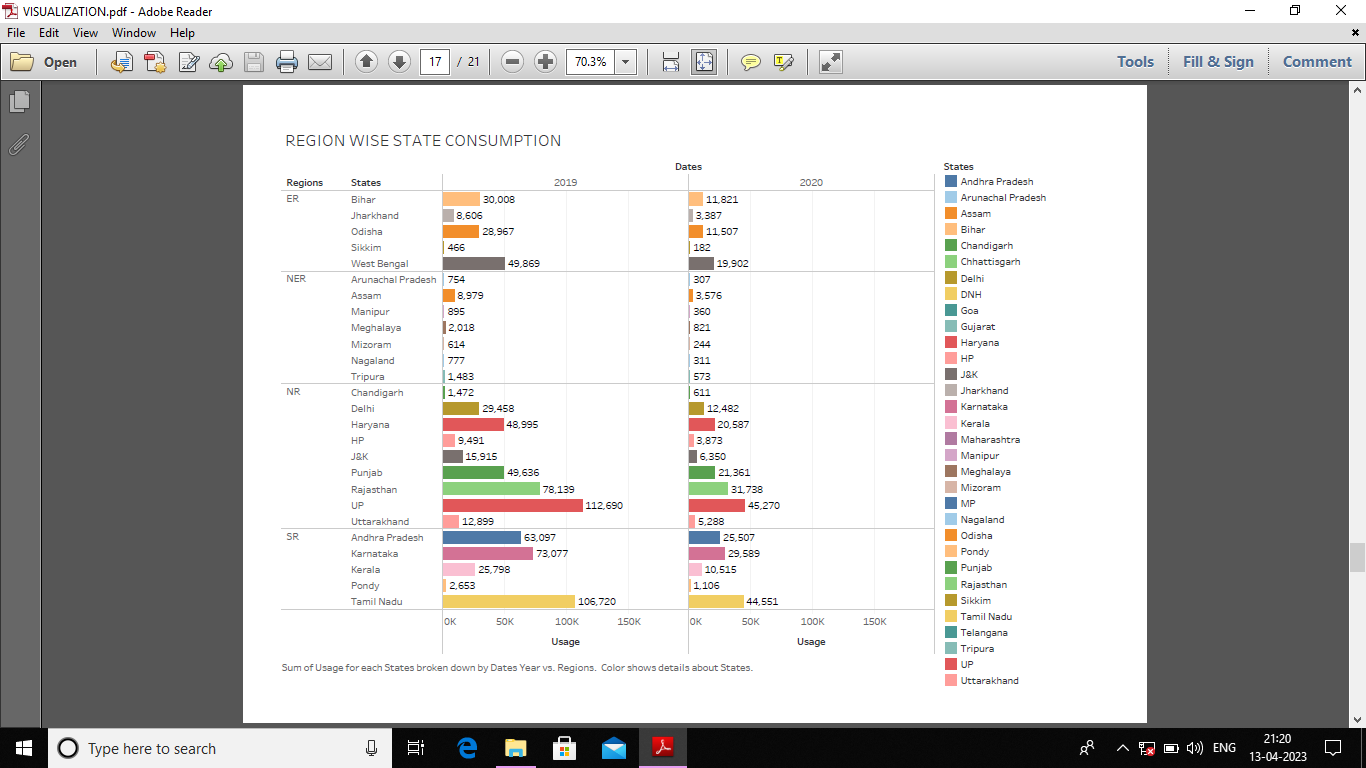 VISUALIZATION.pdf - Adobe Reader
File Edit View Window Help
Open 17 / 21 70.3% Tools Fill & Sign Comment
REGION WISE STATE CONSUMPTION
Dates
Regions States 2019 2020
ER Bihar 30,008 11,821
Jharkhand 8,606 3,387
Odisha 28,967 11,507
Sikkim 466 182
West Bengal 49,869 19,902
NER Arunachal Pradesh 754 307
Assam 8,979 3,576
Manipur 895 360
Meghalaya 2,018 821
Mizoram 614 244
Nagaland 777 311
Tripura 1,483 573
NR Chandigarh 1,472 611
Delhi 29,458 12,482
Haryana 48,995 20,587
HP 9,491 3,873
J&K 15,915 6,350
Punjab 49,636 21,361
Rajasthan 78,139 31,738
UP 112,690 45,270
Uttarakhand 12,899 5,288
SR Andhra Pradesh 63,097 25,507
Karnataka 73,077 29,589
Kerala 25,798 10,515
Pondy 2,653 1,106
Tamil Nadu 106,720 44,551
0K 50K 100K 150K 0K 50K 100K 150K
Usage Usage
Sum of Usage for each States broken down by Dates Year vs. Regions. Color shows details about States.
States
Andhra Pradesh
Arunachal Pradesh
Assam
Bihar
Chandigarh
Chhattisgarh
Delhi
DNH
Goa
Gujarat
Haryana
HP
J&K
Jharkhand
Karnataka
Kerala
Maharashtra
Manipur
Meghalaya
Mizoram
MP
Nagaland
Odisha
Pondy
Punjab
Rajasthan
Sikkim
Tamil Nadu
Telangana
Tripura
UP
Uttarakhand
Type here to search
ENG
21:20
13-04-2023